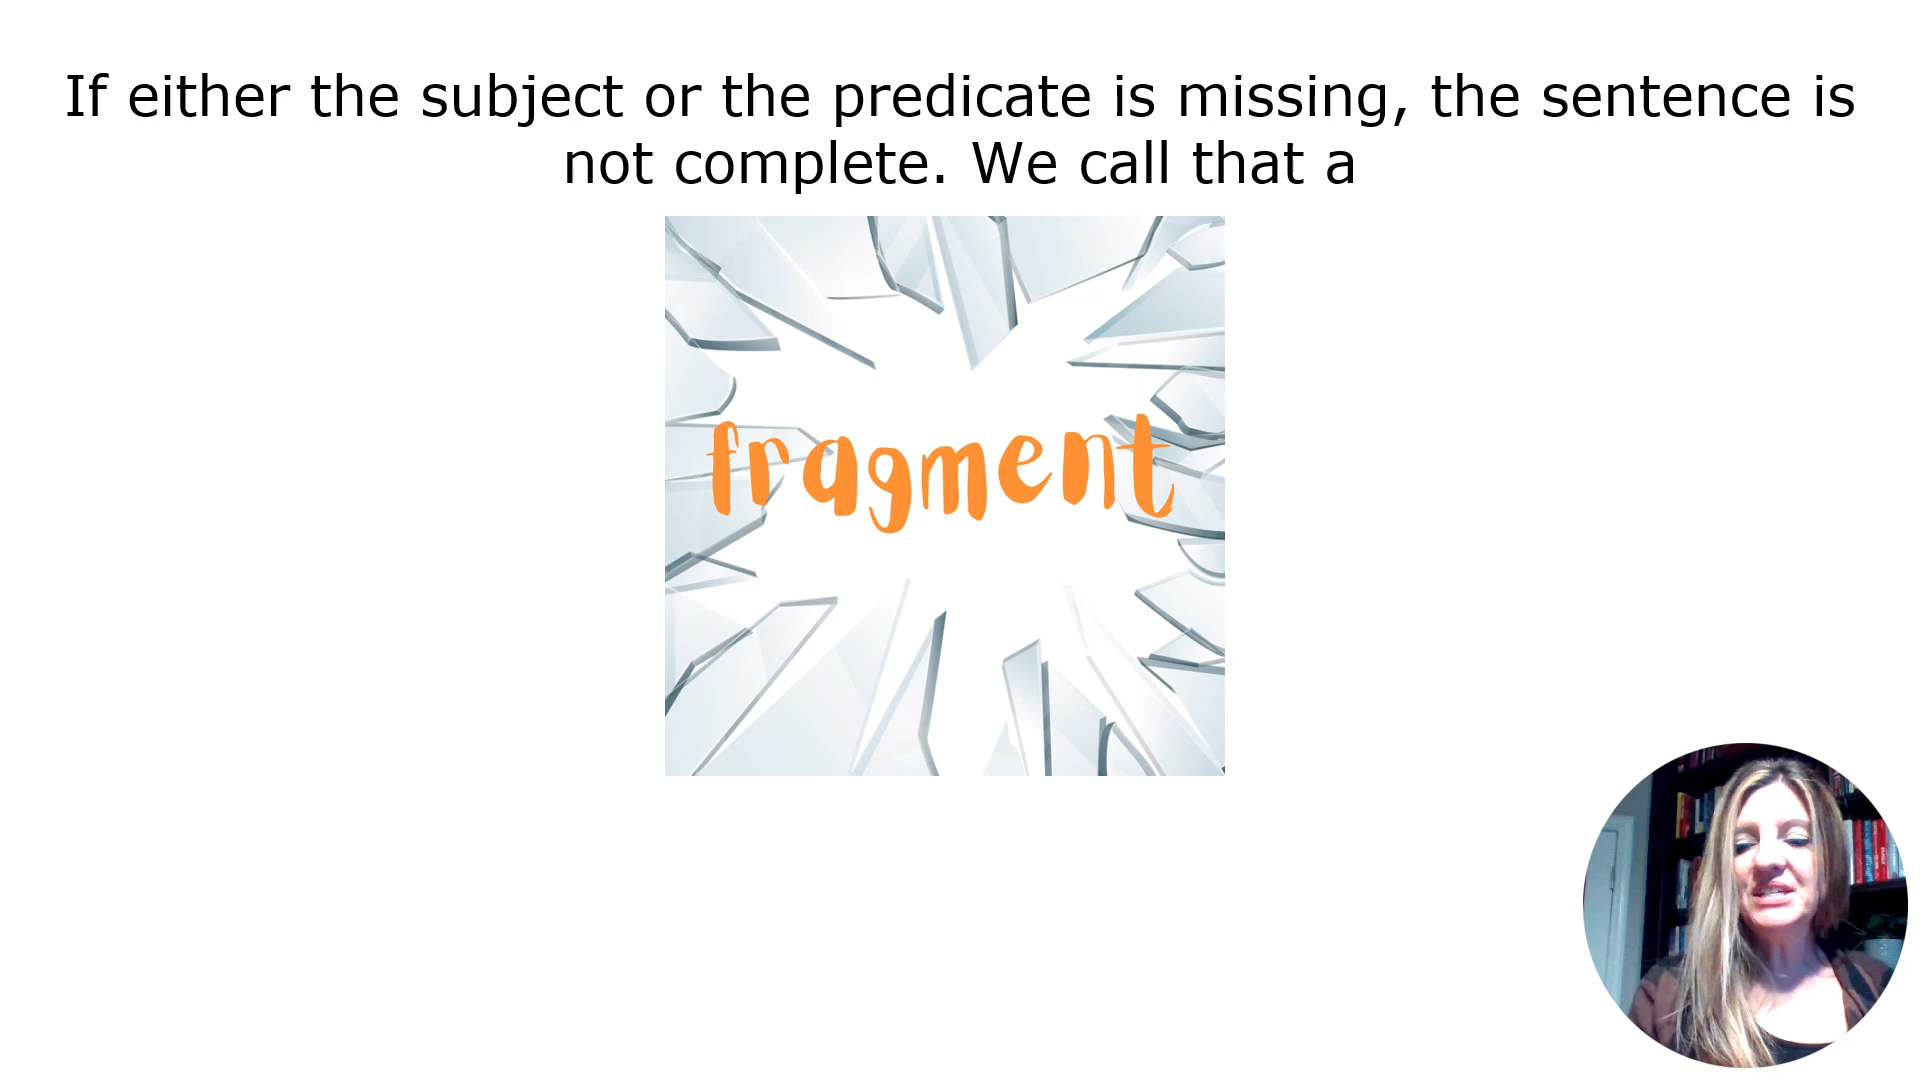 If either the subject or the predicate is missing, the sentence is
not complete. We call that a
fragment